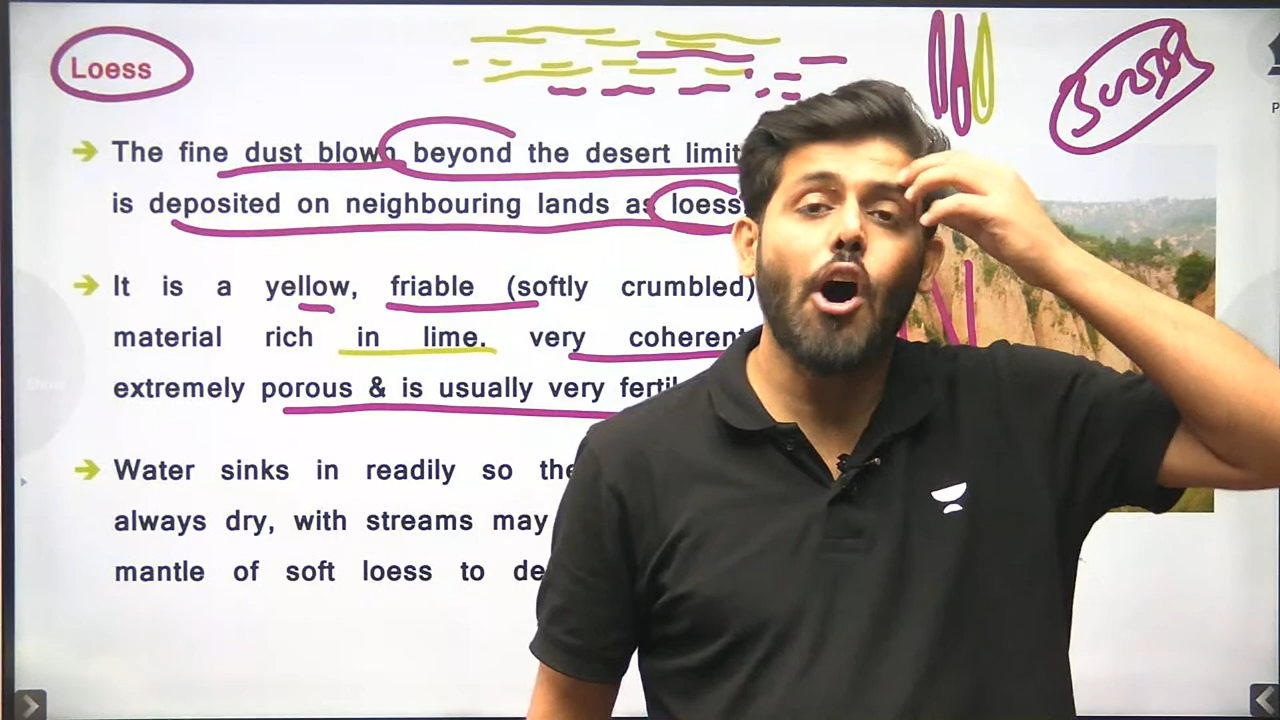 Loess
➔ The fine dust blown beyond the desert limit
is deposited on neighbouring lands as loess.
➔ It is a yellow, friable (softly crumbled)
material rich in lime. very coherent
extremely porous & is usually very fertil
➔ Water sinks in readily so the
always dry, with streams may
mantle of soft loess to de